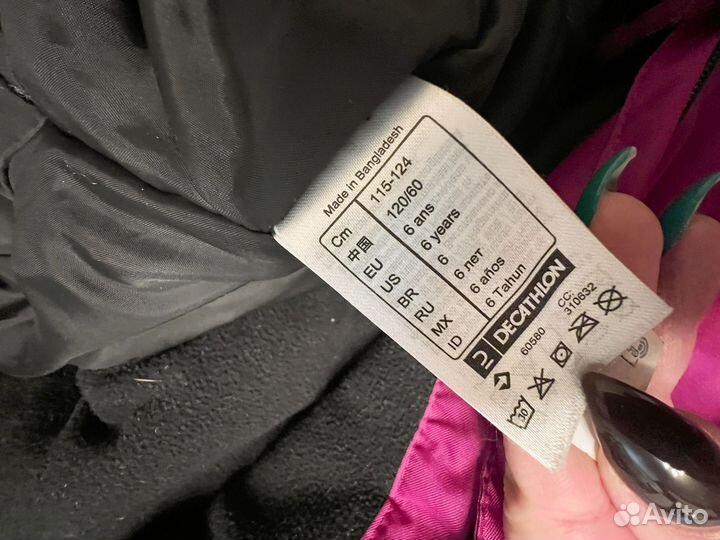 Made in Bangladesh
Cm 115-124
中国 120/60
EU 6 ans
US 6 years
BR 6
RU 6 лет
MX 6 años
ID 6 Tahun
DECATHLON
60580
CC:
310632
30
Avito